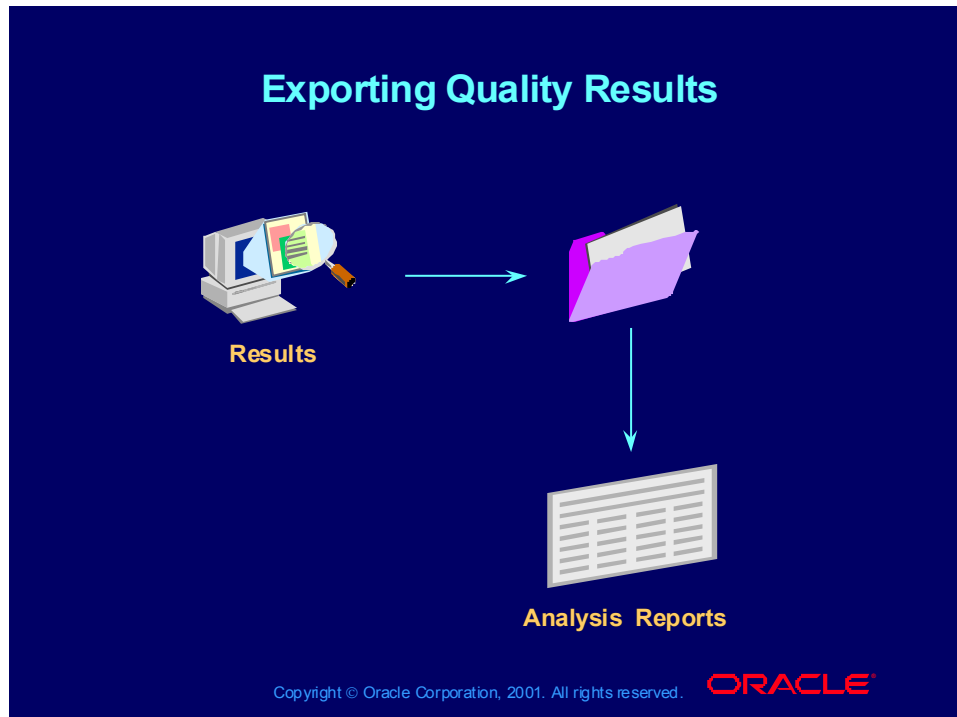 Exporting Quality Results
Results
Analysis Reports
Copyright © Oracle Corporation, 2001. All rights reserved.
ORACLE®